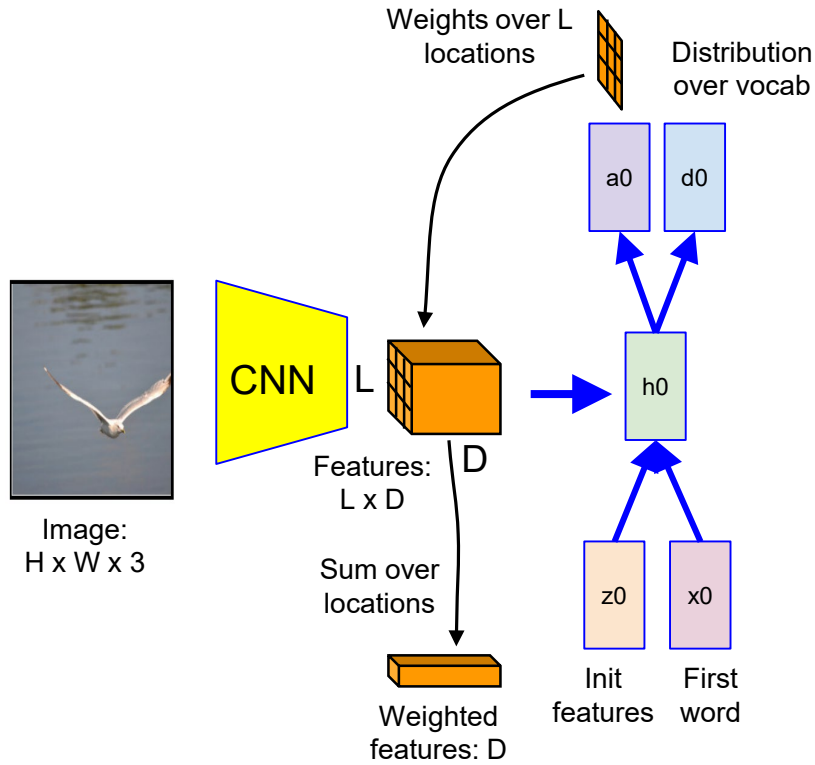 Weights over L
locations
Distribution
over vocab
a0
d0
CNN
L
h0
D
Features:
L x D
Image:
H x W x 3
Sum over
locations
z0
x0
Init
features
First
word
Weighted
features: D